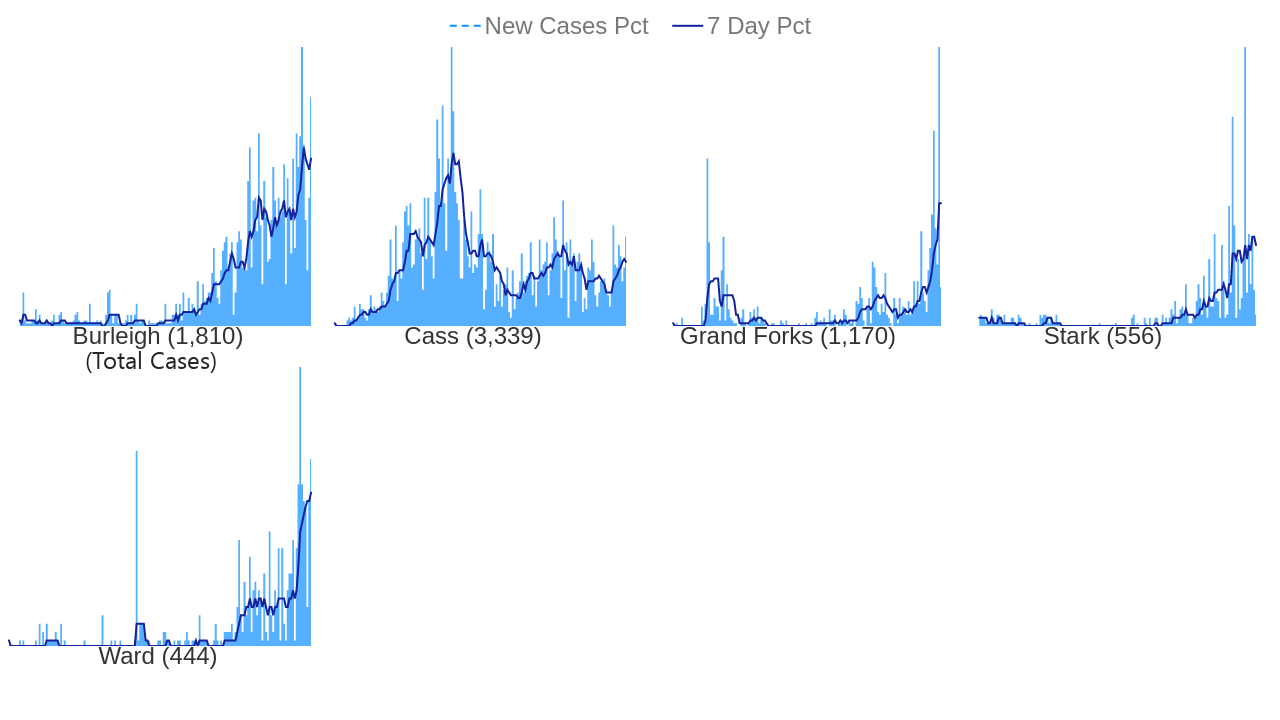 New Cases Pct 7 Day Pct
Burleigh (1,810)
(Total Cases)
Cass (3,339)
Grand Forks (1,170)
Stark (556)
Ward (444)